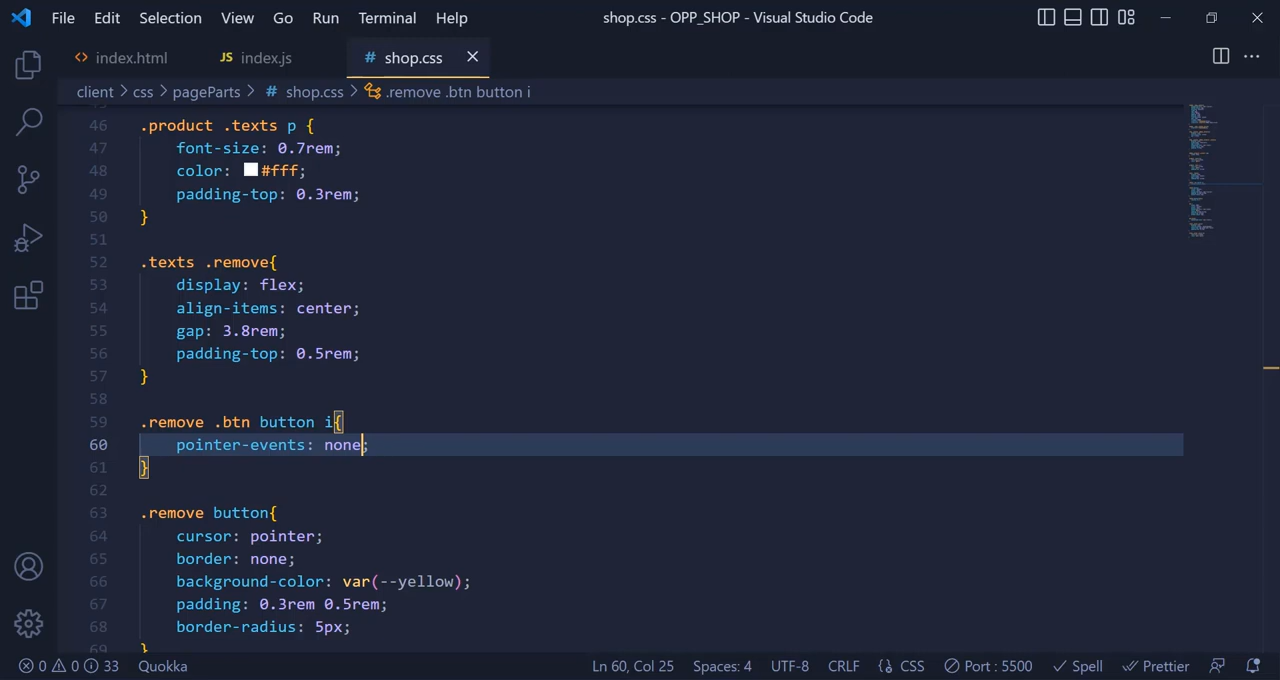 File Edit Selection View Go Run Terminal Help shop.css - OPP_SHOP - Visual Studio Code
<> index.html JS index.js # shop.css
client > css > pageParts > # shop.css > .remove .btn button i
46 .product .texts p {
47 font-size: 0.7rem;
48 color: #fff;
49 padding-top: 0.3rem;
50 }
51
52 .texts .remove{
53 display: flex;
54 align-items: center;
55 gap: 3.8rem;
56 padding-top: 0.5rem;
57 }
58
59 .remove .btn button i{
60 pointer-events: none;
61 }
62
63 .remove button{
64 cursor: pointer;
65 border: none;
66 background-color: var(--yellow);
67 padding: 0.3rem 0.5rem;
68 border-radius: 5px;
69 }
0 0 33 Quokka Ln 60, Col 25 Spaces: 4 UTF-8 CRLF CSS Port : 5500 Spell Prettier